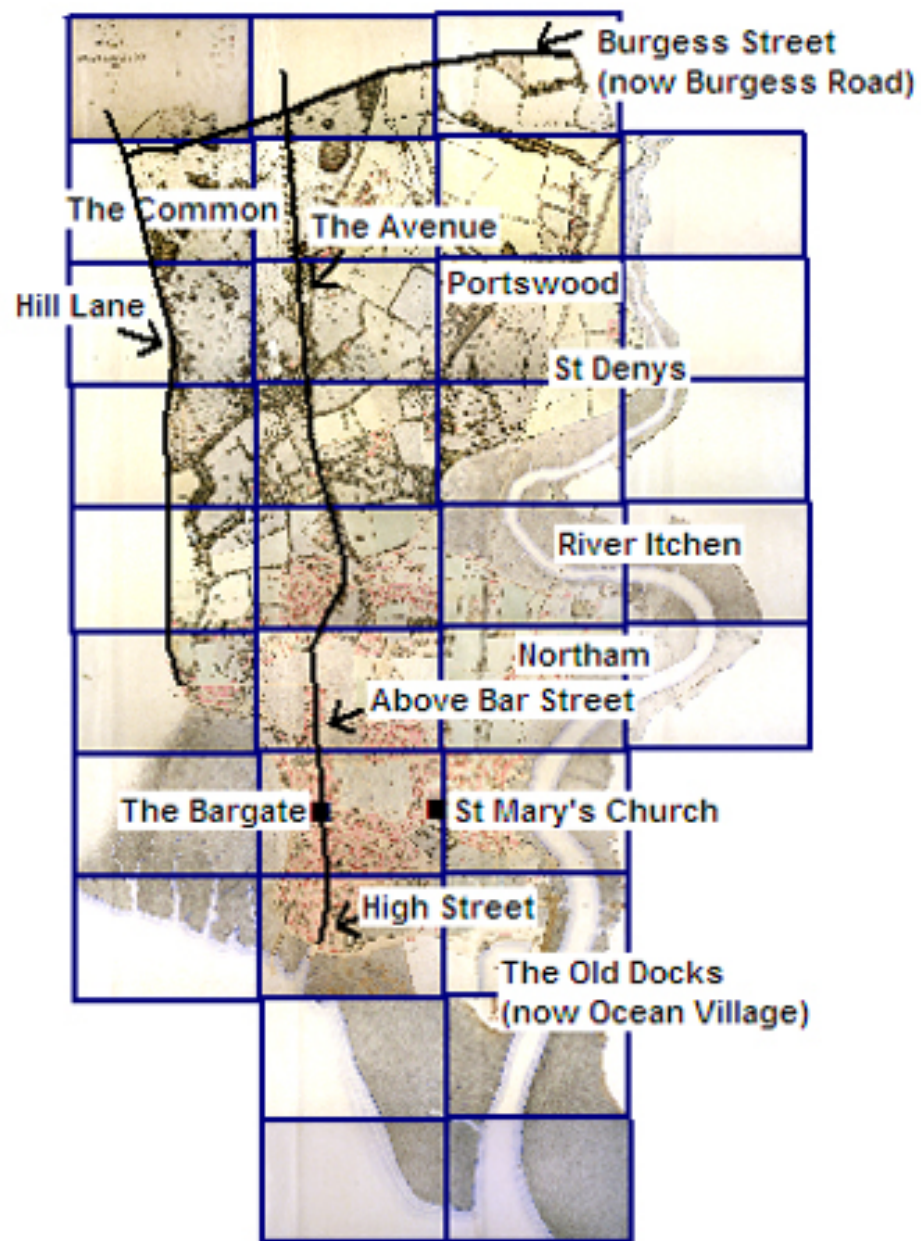 Burgess Street
(now Burgess Road)
The Common
The Avenue
Portswood
Hill Lane
St Denys
River Itchen
Northam
Above Bar Street
The Bargate
St Mary's Church
High Street
The Old Docks
(now Ocean Village)